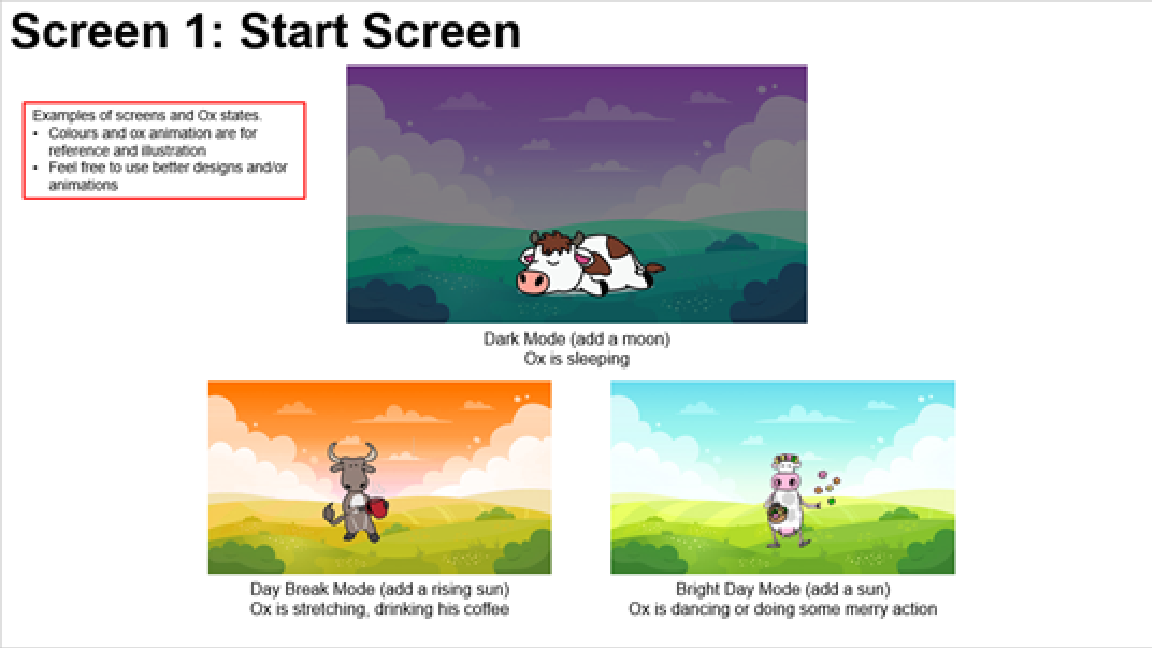 Screen 1: Start Screen
Examples of screens and Ox states.
• Colours and ox animation are for
reference and illustration
• Feel free to use better designs and/or
animations
Dark Mode (add a moon)
Ox is sleeping
Day Break Mode (add a rising sun)
Ox is stretching, drinking his coffee
Bright Day Mode (add a sun)
Ox is dancing or doing some merry action